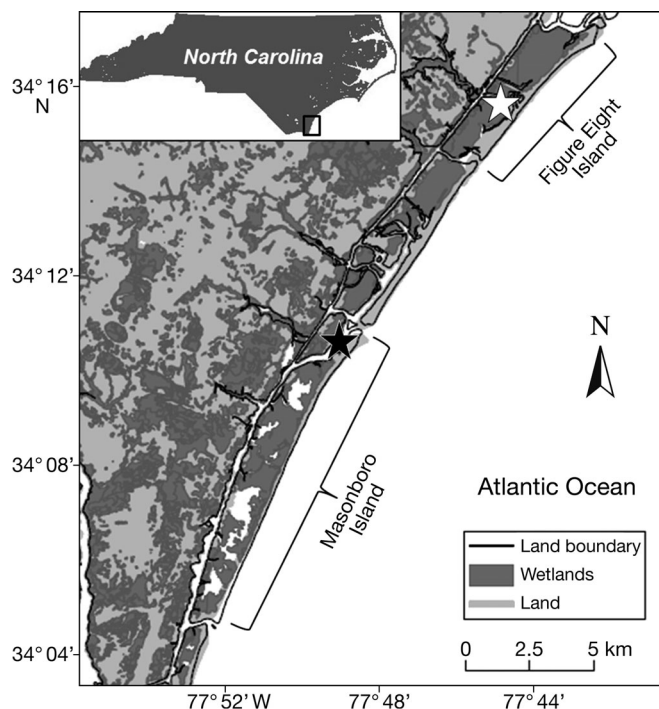 North Carolina
34° 16’
N
34° 12’
34° 08’
34° 04’
Figure Eight
Island
N
Masonboro
Island
Atlantic Ocean
Land boundary
Wetlands
Land
0 2.5 5 km
77° 52’ W 77° 48’ 77° 44’